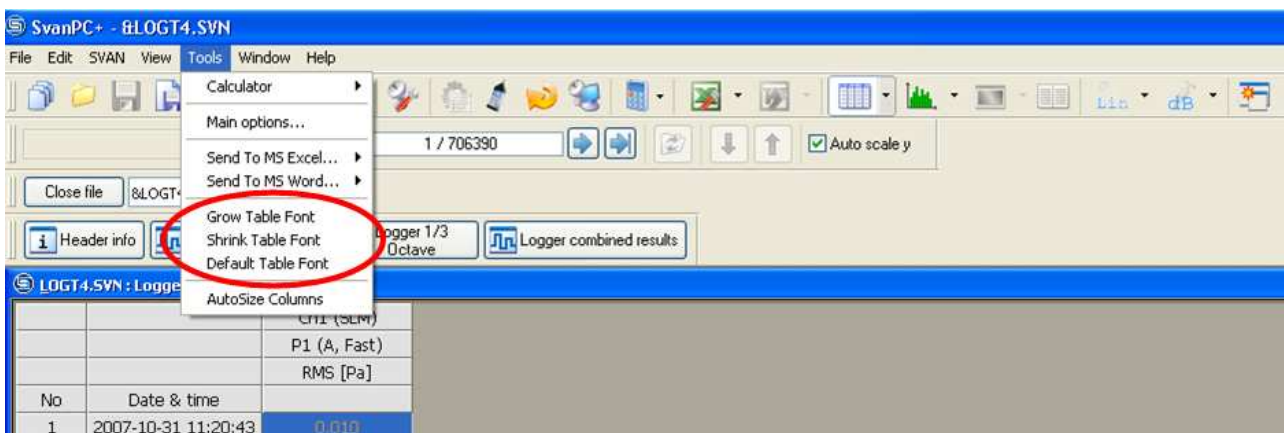 SvanPC+ - &LOGT4.SVN
File Edit SVAN View Tools Window Help
Calculator
Lin dB
Main options...
1 / 706390 Auto scale y
Send To MS Excel...
Send To MS Word...
Close file &LOGT4
Grow Table Font
Header info Shrink Table Font Logger 1/3 Octave Logger combined results
Default Table Font
LOGT4.SVN : Logge
AutoSize Columns
Ch1 (SLM)
P1 (A, Fast)
RMS [Pa]
No Date & time
1 2007-10-31 11:20:43 0.010